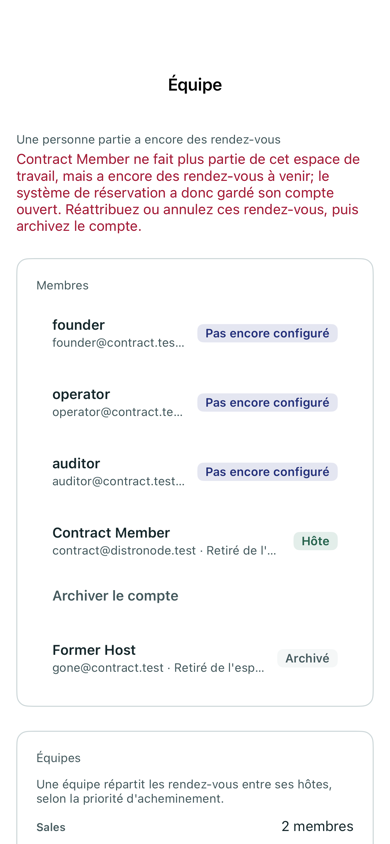 Équipe
Une personne partie a encore des rendez-vous
Contract Member ne fait plus partie de cet espace de
travail, mais a encore des rendez-vous à venir; le
système de réservation a donc gardé son compte
ouvert. Réattribuez ou annulez ces rendez-vous, puis
archivez le compte.
Membres
founder
founder@contract.tes...
Pas encore configuré
operator
operator@contract.te...
Pas encore configuré
auditor
auditor@contract.test...
Pas encore configuré
Contract Member
contract@distronode.test · Retiré de l'...
Hôte
Archiver le compte
Former Host
gone@contract.test · Retiré de l'esp...
Archivé
Équipes
Une équipe répartit les rendez-vous entre ses hôtes,
selon la priorité d'acheminement.
Sales
2 membres